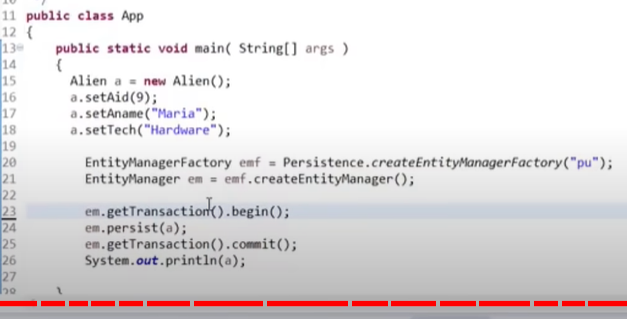 11 public class App
12 {
13 public static void main( String[] args )
14 {
15 Alien a = new Alien();
16 a.setAid(9);
17 a.setAname("Maria");
18 a.setTech("Hardware");
19
20 EntityManagerFactory emf = Persistence.createEntityManagerFactory("pu");
21 EntityManager em = emf.createEntityManager();
22
23 em.getTransaction().begin();
24 em.persist(a);
25 em.getTransaction().commit();
26 System.out.println(a);
27